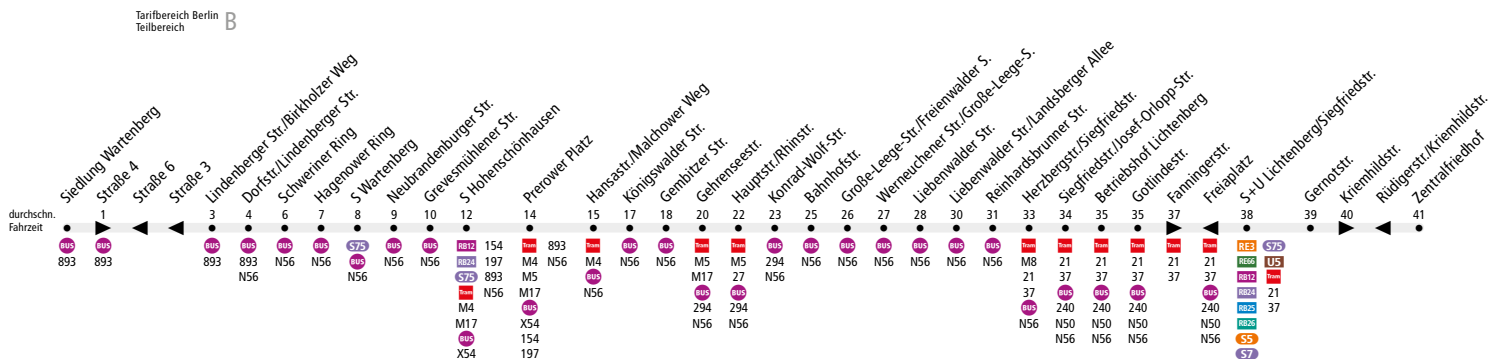 Tarifbereich Berlin
Teilbereich B
Siedlung Wartenberg
Straße 4
Straße 6
Straße 3
Lindenberger Str./Birkholzer Weg
Dorfstr./Lindenberger Str.
Schweriner Ring
Hagenower Ring
S Wartenberg
Neubrandenburger Str.
Grevesmühlener Str.
S Hohenschönhausen
Prerower Platz
Hansastr./Malchower Weg
Königswalder Str.
Gembitzer Str.
Gehrenseestr.
Hauptstr./Rhinstr.
Konrad-Wolf-Str.
Bahnhofstr.
Große-Leege-Str./Freienwalder S.
Werneuchener Str./Große-Leege-S.
Liebenwalder Str.
Liebenwalder Str./Landsberger Allee
Reinhardsbrunner Str.
Herzbergstr./Siegfriedstr.
Siegfriedstr./Josef-Orlopp-Str.
Betriebshof Lichtenberg
Gotlindestr.
Fanningerstr.
Freiaplatz
S+U Lichtenberg/Siegfriedstr.
Gernotstr.
Kriemhildstr.
Rüdigerstr./Kriemhildstr.
Zentralfriedhof
durchschn. 1 3 4 6 7 8 9 10 12 14 15 17 18 20 22 23 25 26 27 28 30 31 33 34 35 35 37 37 38 39 40 41
Fahrzeit
BUS BUS BUS BUS BUS BUS S75 BUS BUS RB12 154 Tram 893 Tram BUS BUS Tram Tram BUS BUS BUS BUS BUS BUS BUS Tram Tram Tram Tram Tram Tram RE3 S75
893 893 893 893 N56 N56 BUS N56 N56 RB24 197 M4 N56 M4 N56 N56 M5 M5 294 N56 N56 N56 N56 N56 N56 M8 21 21 21 21 21 RE66 U5
N56 N56 S75 893 M5 BUS M17 27 N56 21 37 37 37 37 37 RB12 Tram
Tram N56 M17 N56 BUS BUS 37 BUS BUS BUS BUS RB24 21
M4 BUS 294 294 BUS 240 240 240 240 RB25 37
M17 X54 N56 N56 N56 N50 N50 N50 N50 RB26
BUS 154 N56 N56 N56 N56 S5
X54 197 S7